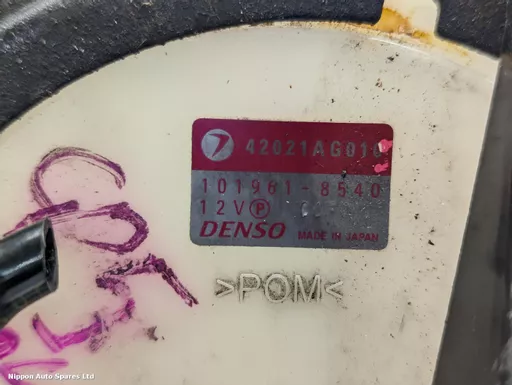 42021AG010
101961-8540
12V P
DENSO MADE IN JAPAN
>POM<
Nippon Auto Spares Ltd